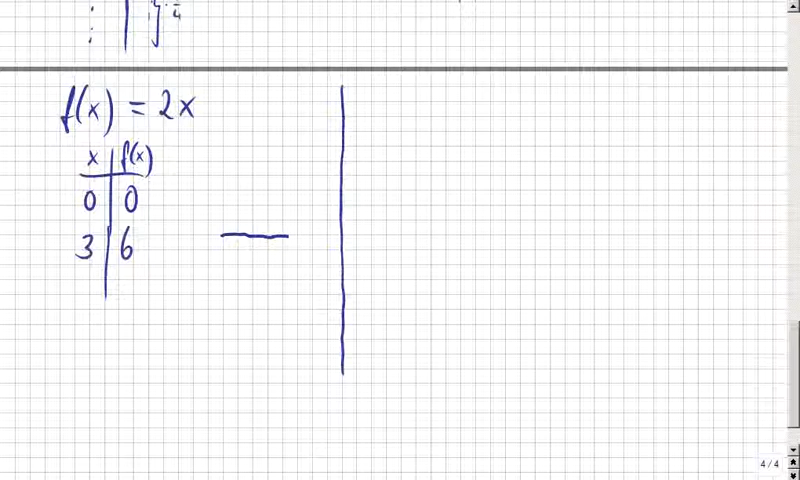 f(x) = 2x
x f(x)
0 0
3 6
4 / 4